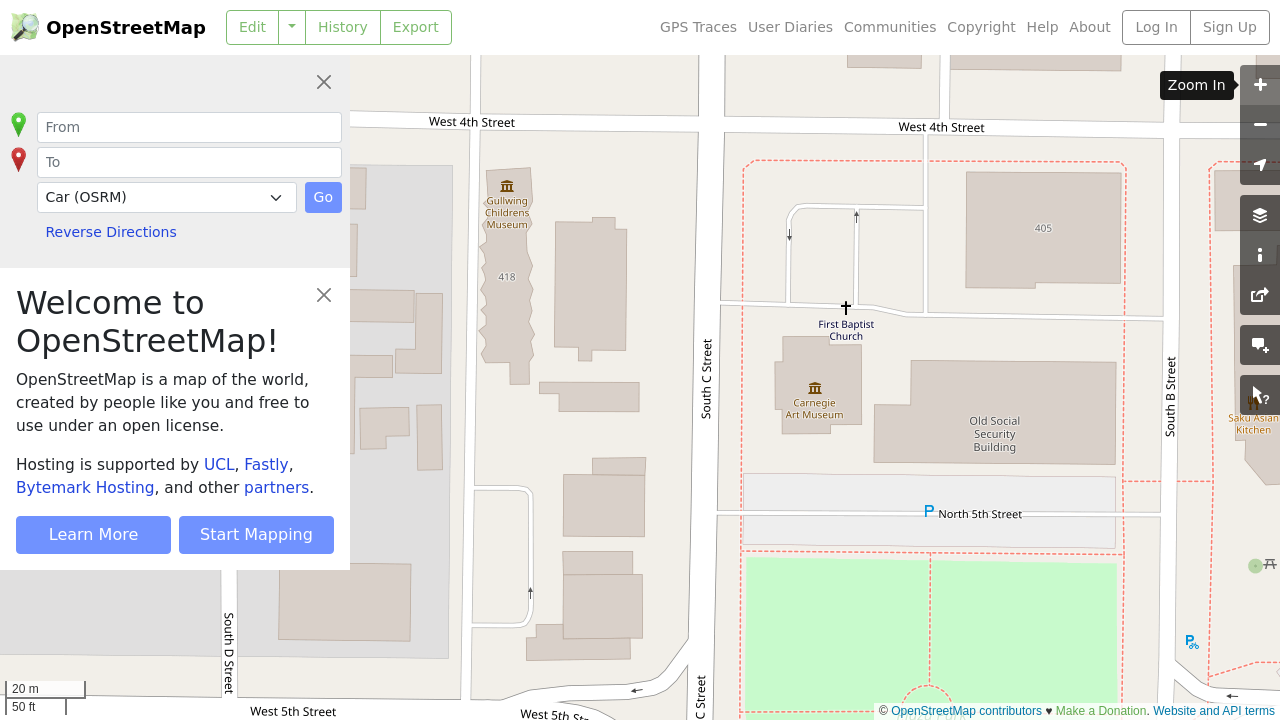 OpenStreetMap
Edit
History
Export
GPS Traces
User Diaries
Communities
Copyright
Help
About
Log In
Sign Up
Zoom In
From
To
Car (OSRM)
Go
Reverse Directions
Welcome to
OpenStreetMap!
OpenStreetMap is a map of the world,
created by people like you and free to
use under an open license.
Hosting is supported by UCL, Fastly,
Bytemark Hosting, and other partners.
Learn More
Start Mapping
West 4th Street
West 4th Street
Gullwing
Childrens
Museum
418
405
First Baptist
Church
South C Street
South B Street
Carnegie
Art Museum
Old Social
Security
Building
Saku Asian
Kitchen
P
North 5th Street
South D Street
C Street
West 5th Street
West 5th Str
20 m
50 ft
© OpenStreetMap contributors ♥ Make a Donation. Website and API terms